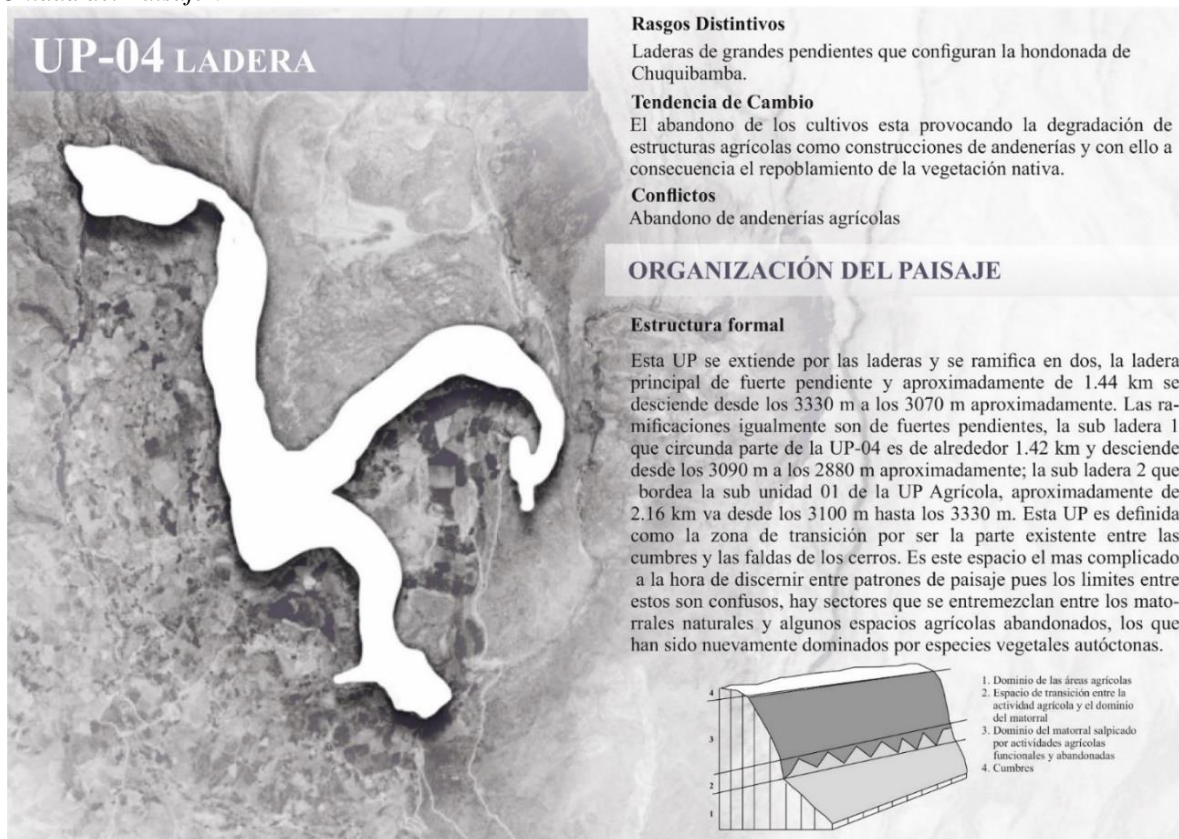 UP-04 LADERA
Rasgos Distintivos
Laderas de grandes pendientes que configuran la hondonada de
Chuquibamba.
Tendencia de Cambio
El abandono de los cultivos esta provocando la degradación de
estructuras agrícolas como construcciones de andenerías y con ello a
consecuencia el repoblamiento de la vegetación nativa.
Conflictos
Abandono de andenerías agrícolas
ORGANIZACIÓN DEL PAISAJE
Estructura formal
Esta UP se extiende por las laderas y se ramifica en dos, la ladera
principal de fuerte pendiente y aproximadamente de 1.44 km se
desciende desde los 3330 m a los 3070 m aproximadamente. Las ra-
mificaciones igualmente son de fuertes pendientes, la sub ladera 1
que circunda parte de la UP-04 es de alrededor 1.42 km y desciende
desde los 3090 m a los 2880 m aproximadamente; la sub ladera 2 que
bordea la sub unidad 01 de la UP Agrícola, aproximadamente de
2.16 km va desde los 3100 m hasta los 3330 m. Esta UP es definida
como la zona de transición por ser la parte existente entre las
cumbres y las faldas de los cerros. Es este espacio el mas complicado
a la hora de discernir entre patrones de paisaje pues los limites entre
estos son confusos, hay sectores que se entremezclan entre los mato-
rrales naturales y algunos espacios agrícolas abandonados, los que
han sido nuevamente dominados por especies vegetales autóctonas.
4
3
2
1
1. Dominio de las áreas agrícolas
2. Espacio de transición entre la
actividad agrícola y el dominio
del matorral
3. Dominio del matorral salpicado
por actividades agrícolas
funcionales y abandonadas
4. Cumbres